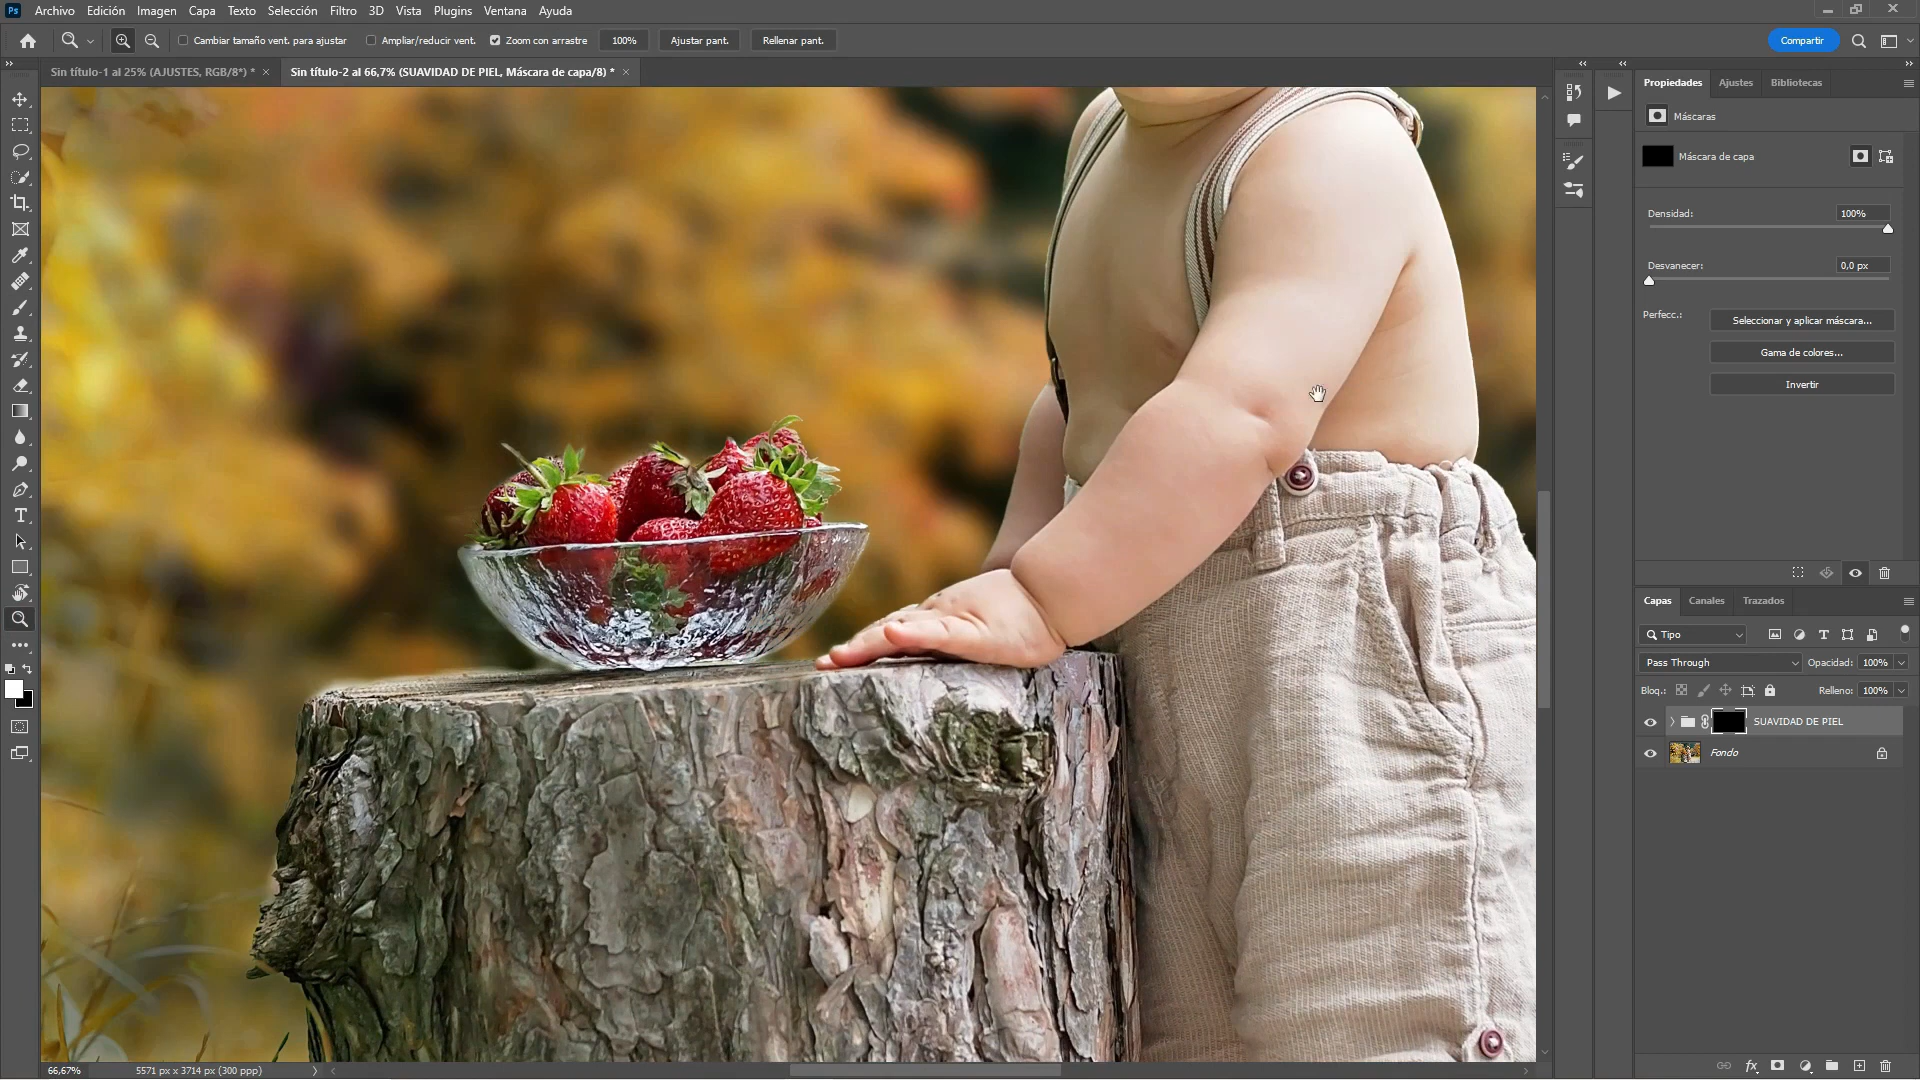 Ps Archivo Edición Imagen Capa Texto Selección Filtro 3D Vista Plugins Ventana Ayuda
Cambiar tamaño vent. para ajustar Ampliar/reducir vent. Zoom con arrastre 100% Ajustar pant. Rellenar pant. Compartir
Sin título-1 al 25% (AJUSTES, RGB/8*) * × Sin título-2 al 66,7% (SUAVIDAD DE PIEL, Máscara de capa/8) * ×
Propiedades Ajustes Bibliotecas
Máscaras
Máscara de capa
Densidad: 100%
Desvanecer: 0,0 px
Perfecc.: Seleccionar y aplicar máscara...
Gama de colores...
Invertir
Capas Canales Trazados
Tipo
Pass Through Opacidad: 100%
Bloq.: Relleno: 100%
SUAVIDAD DE PIEL
Fondo
66,67% 5571 px x 3714 px (300 ppp)